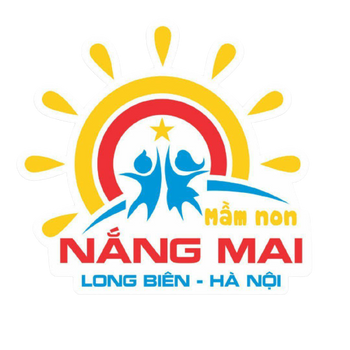 Mầm non
NẮNG MAI
LONG BIÊN - HÀ NỘI